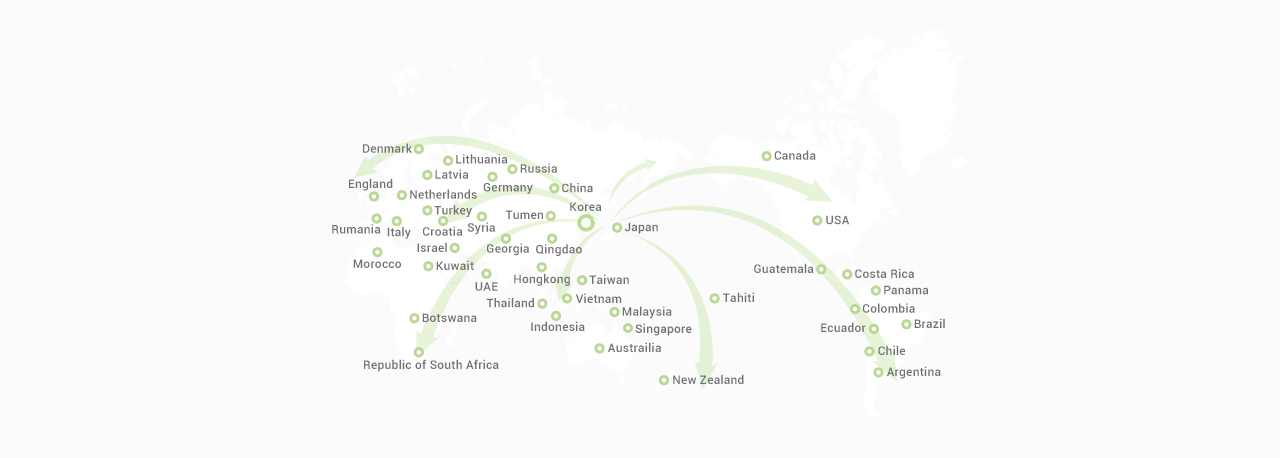 Denmark
Canada
Lithuania
Russia
Latvia
England
Germany
China
Netherlands
Korea
Turkey
Tumen
USA
Rumania
Italy
Croatia
Syria
Japan
Israel
Georgia
Qingdao
Morocco
Kuwait
Guatemala
Costa Rica
UAE
Hongkong
Taiwan
Panama
Thailand
Vietnam
Tahiti
Botswana
Malaysia
Colombia
Indonesia
Singapore
Ecuador
Brazil
Austrailia
Chile
Republic of South Africa
New Zealand
Argentina